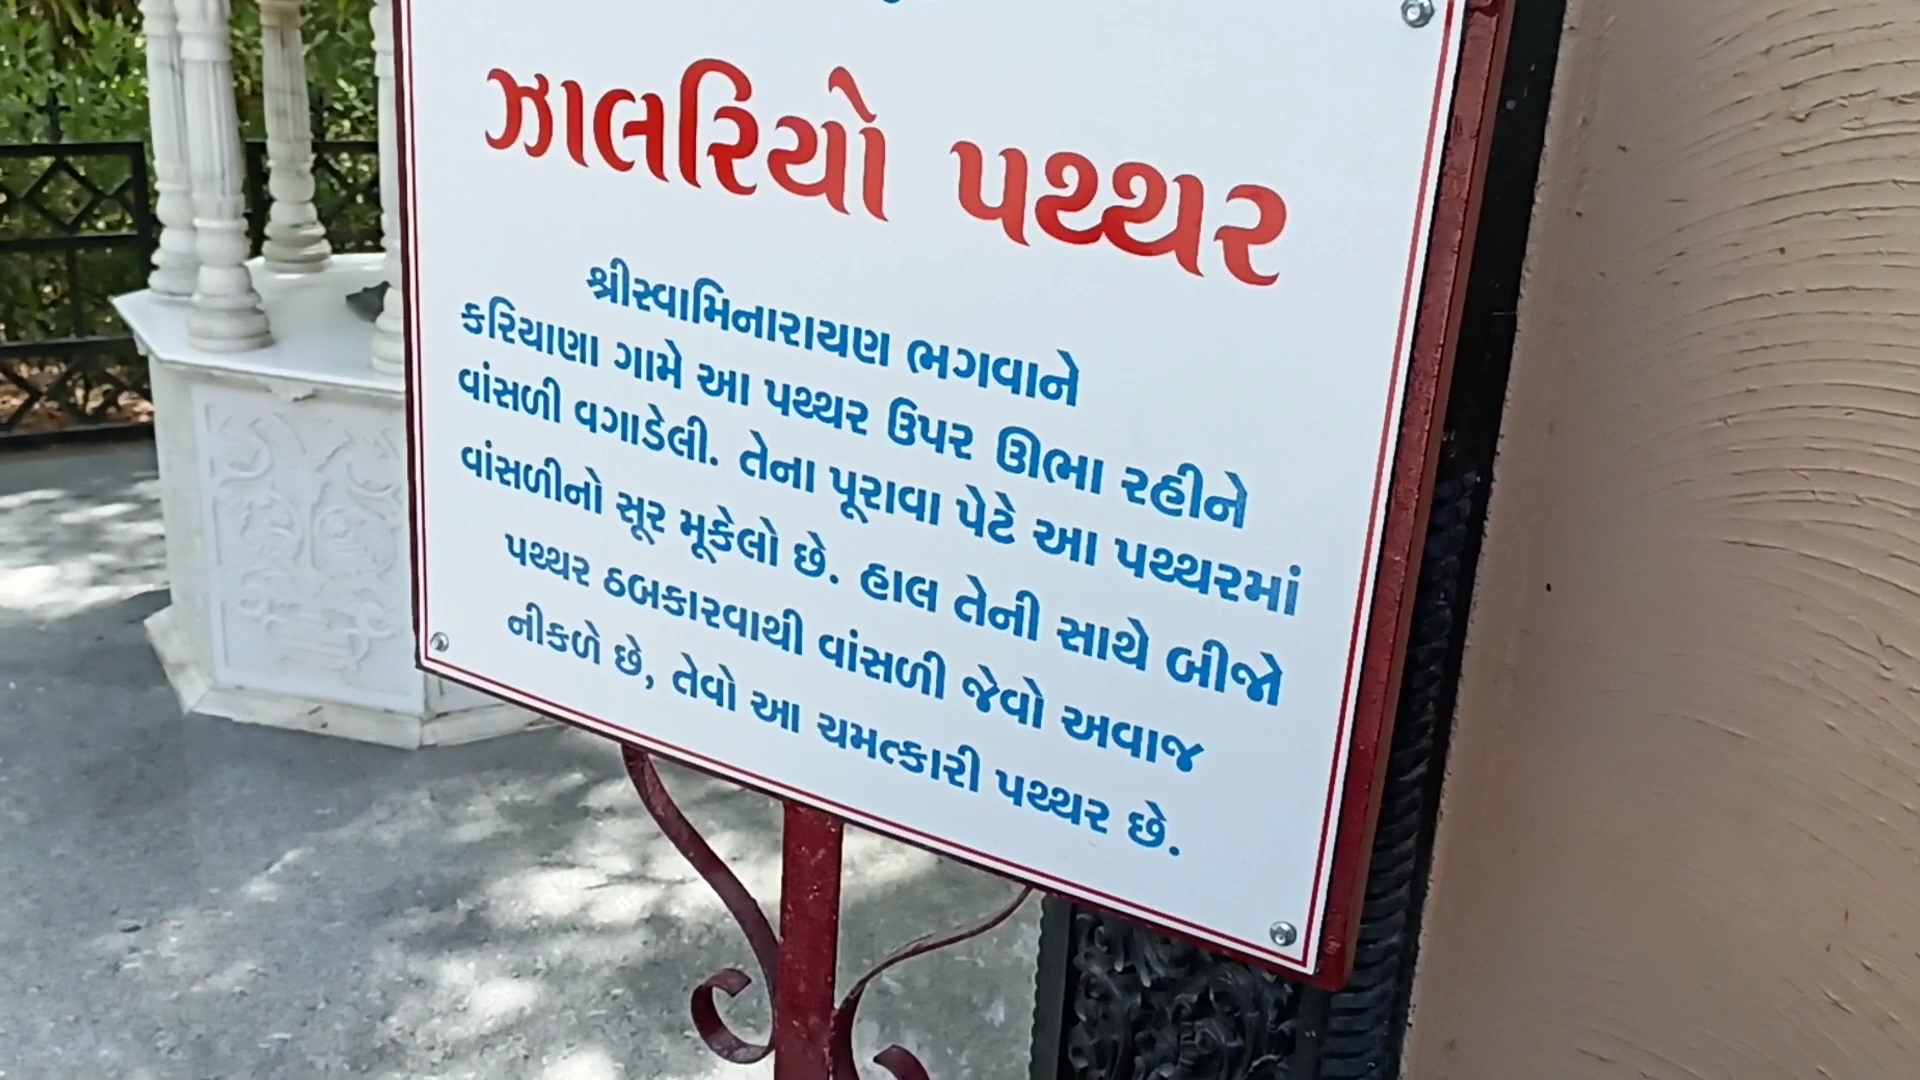 ઝાલરિયો પથ્થર
શ્રીસ્વામિનારાયણ ભગવાને
કરિયાણા ગામે આ પથ્થર ઉપર ઊભા રહીને
વાંસળી વગાડેલી. તેના પૂરાવા પેટે આ પથ્થરમાં
વાંસળીનો સૂર મૂકેલો છે. હાલ તેની સાથે બીજો
પથ્થર ઠબકારવાથી વાંસળી જેવો અવાજ
નીકળે છે, તેવો આ ચમત્કારી પથ્થર છે.